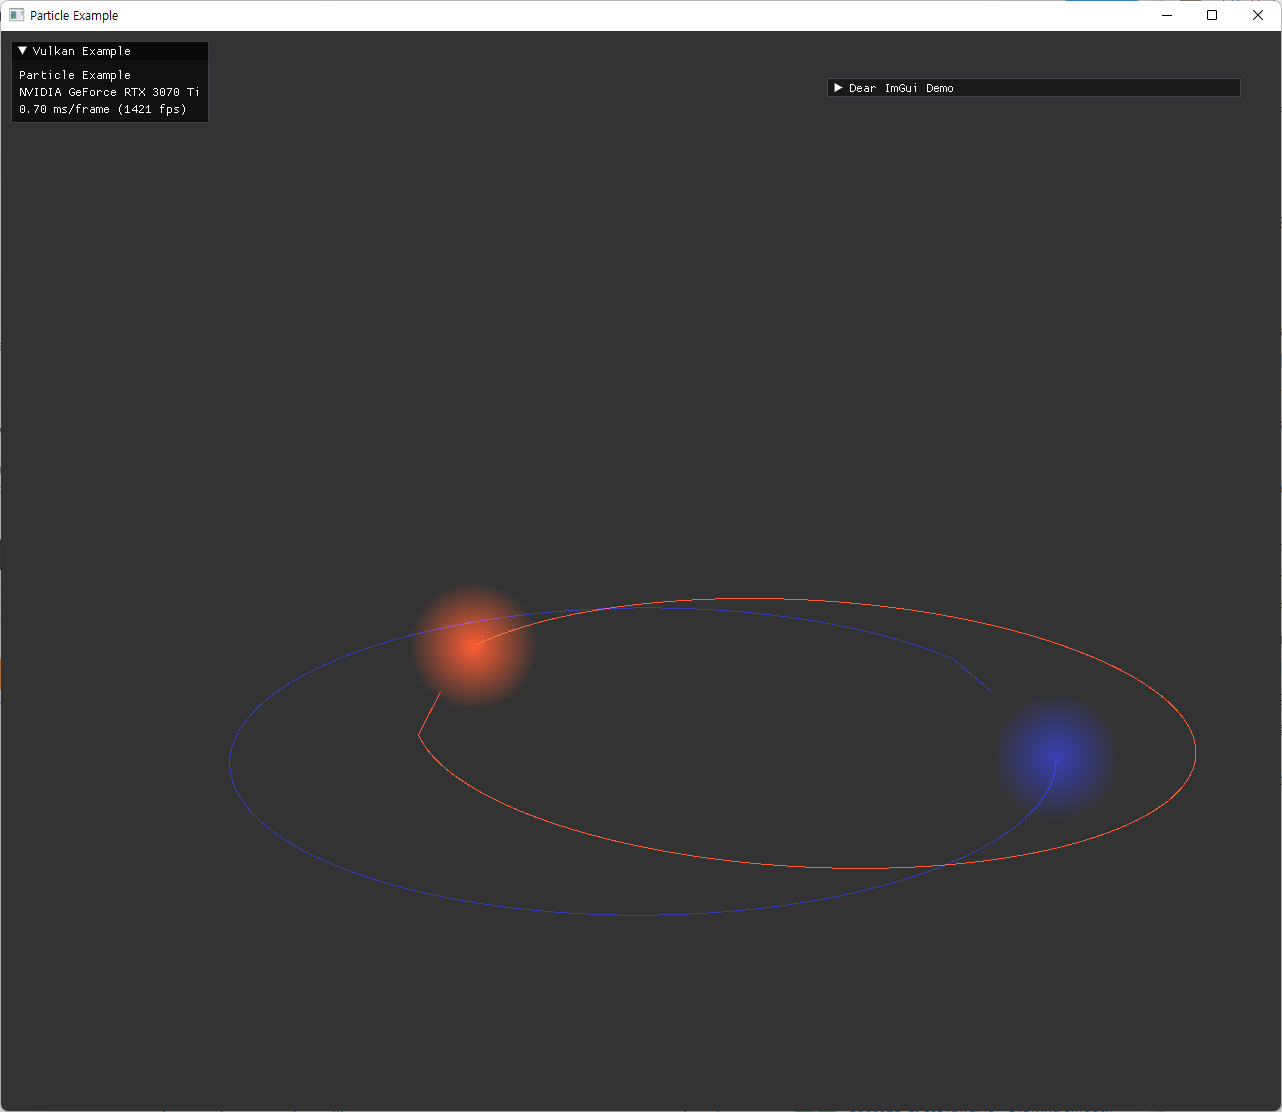 Particle Example
Vulkan Example
Particle Example
NVIDIA GeForce RTX 3070 Ti
0.70 ms/frame (1421 fps)
Dear ImGui Demo